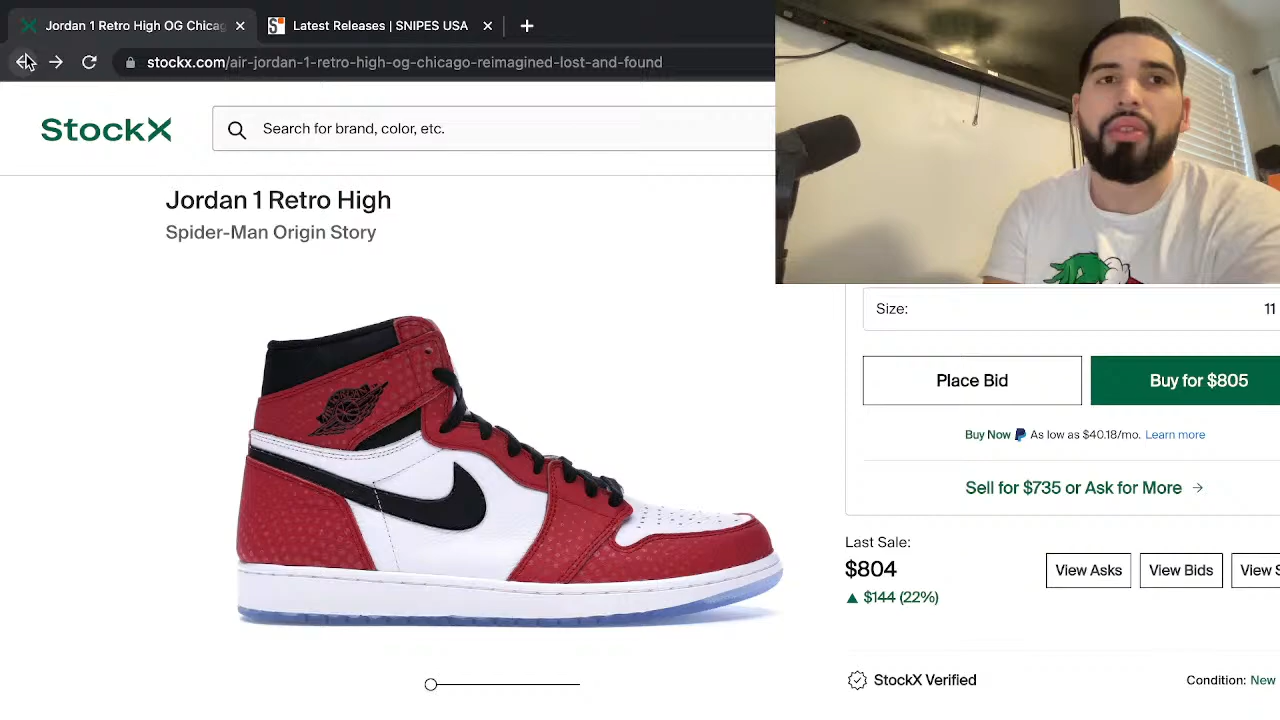 Jordan 1 Retro High OG Chicag
Latest Releases | SNIPES USA
stockx.com/air-jordan-1-retro-high-og-chicago-reimagined-lost-and-found
StockX
Search for brand, color, etc.
Jordan 1 Retro High
Spider-Man Origin Story
AIR JORDAN
Size: 11
Place Bid
Buy for $805
Buy Now As low as $40.18/mo. Learn more
Sell for $735 or Ask for More
Last Sale:
$804
$144 (22%)
View Asks
View Bids
View S
StockX Verified
Condition: New